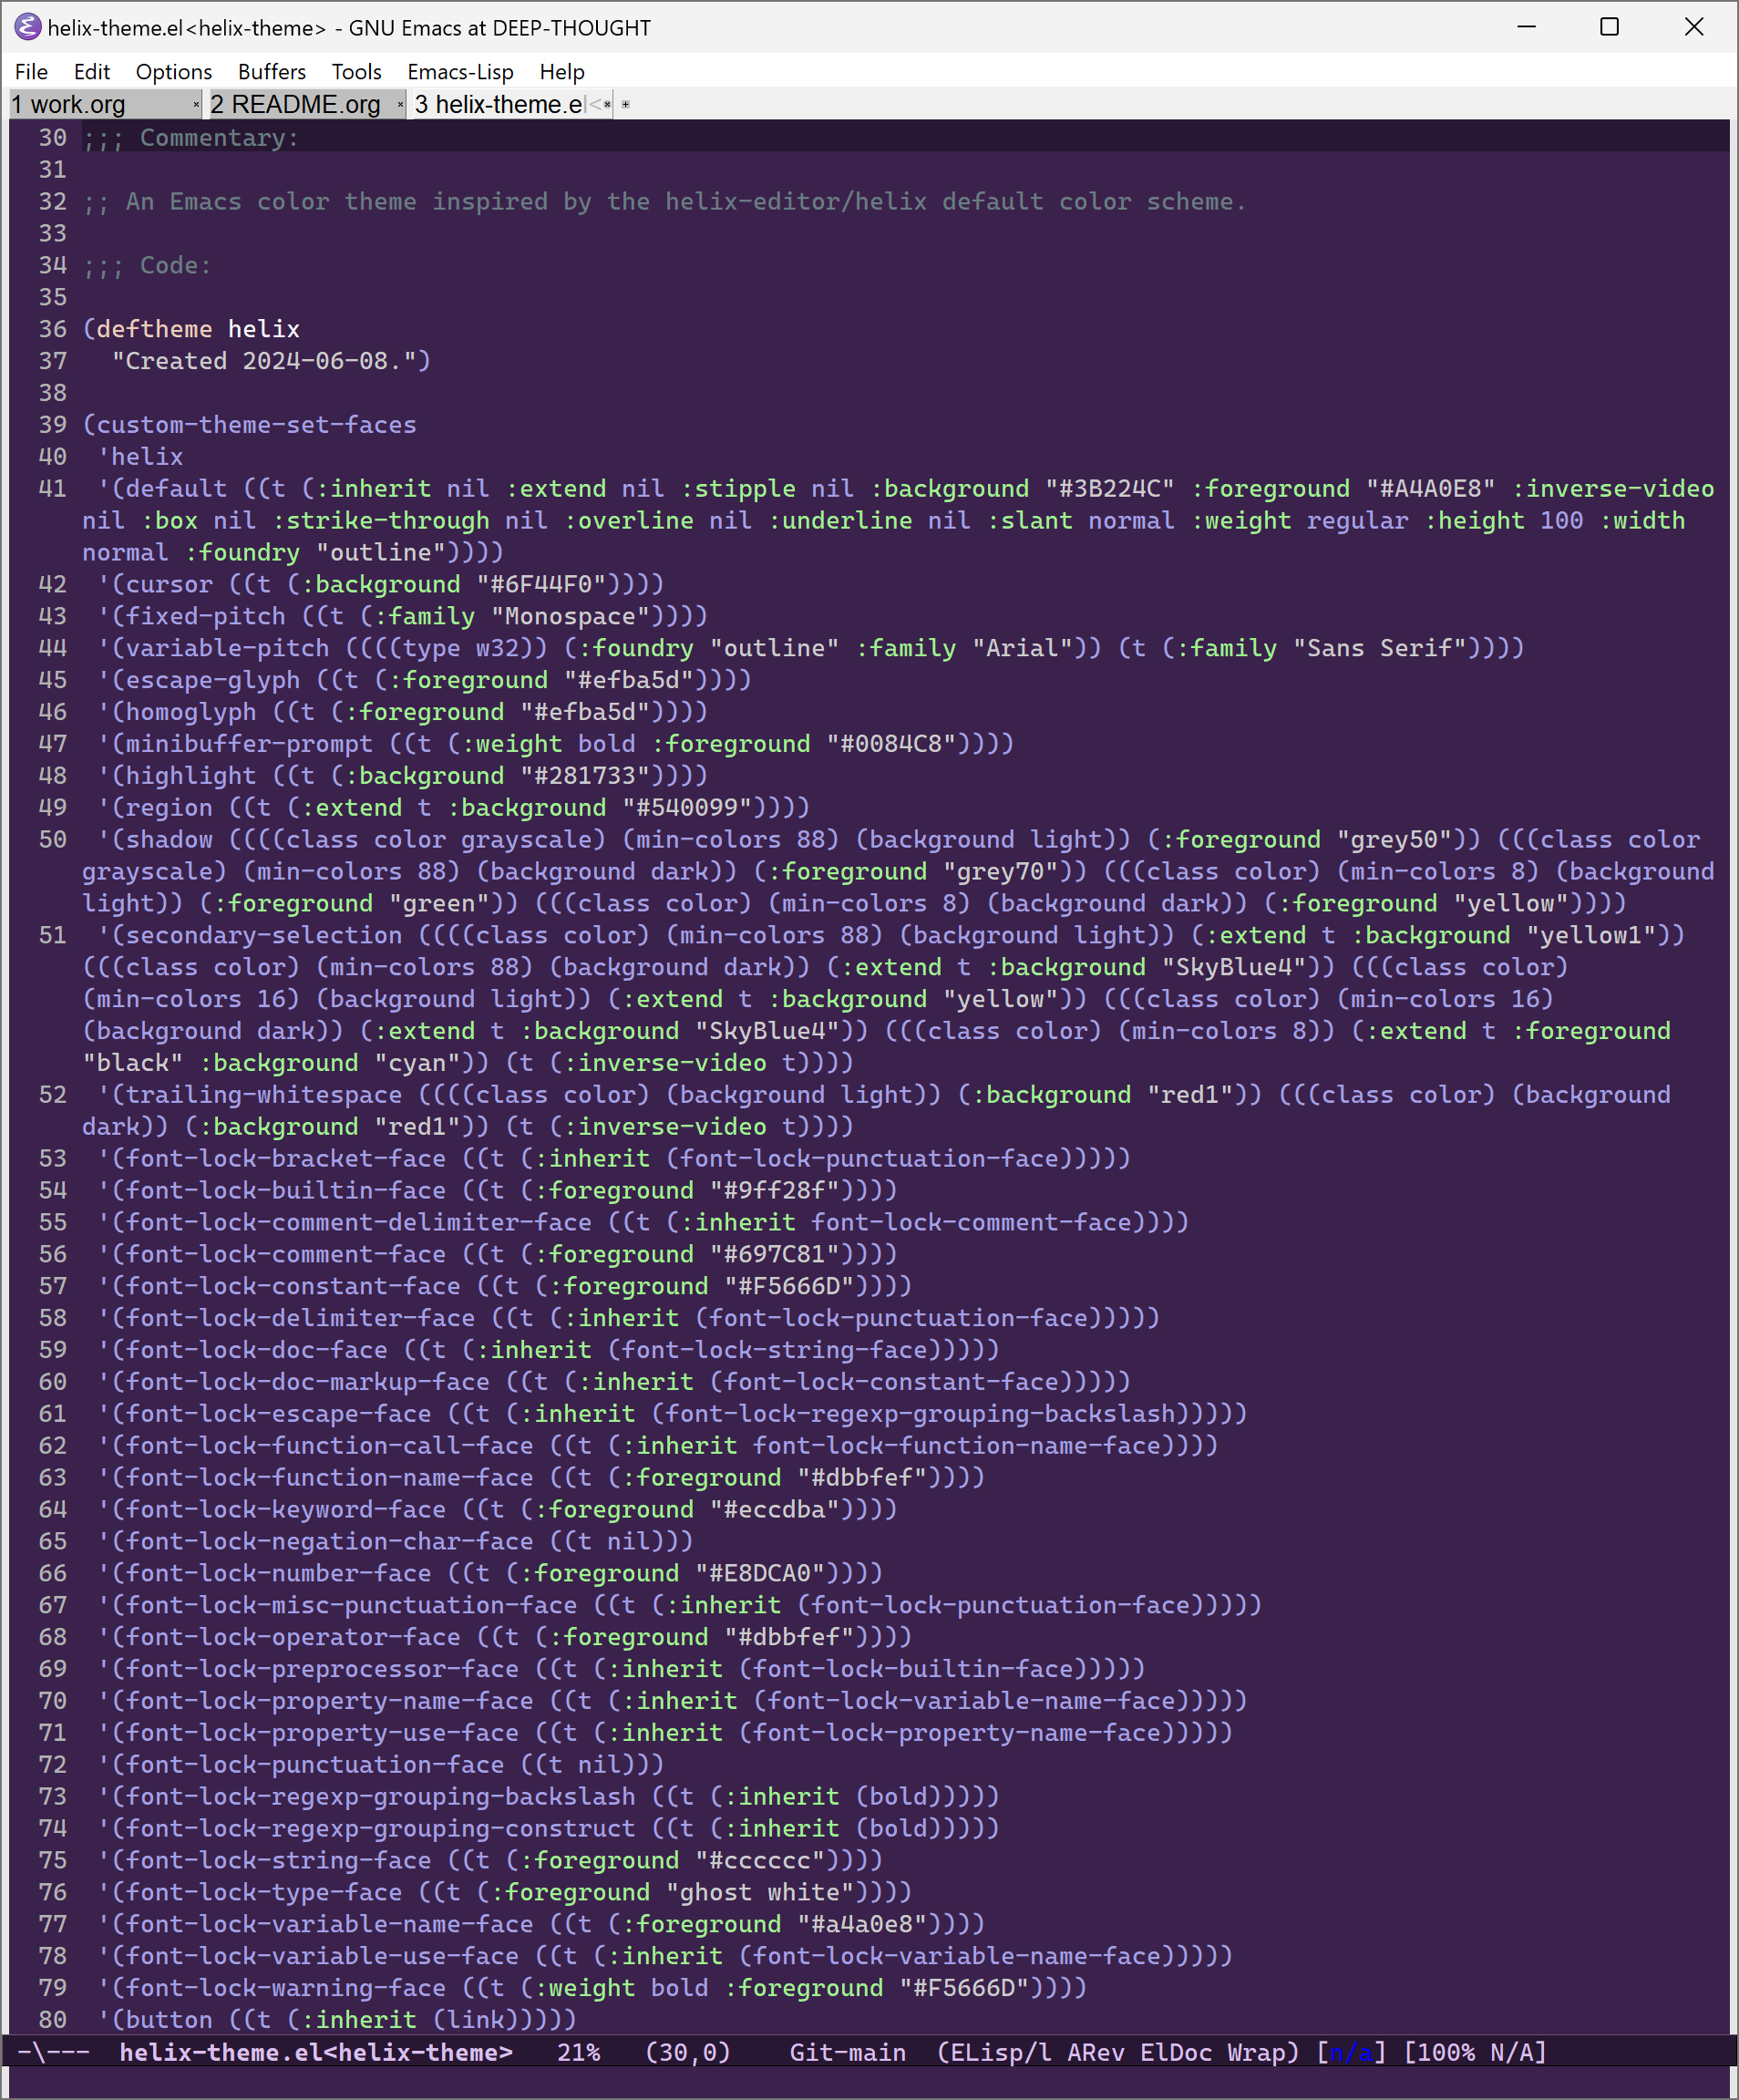 helix-theme.el<helix-theme> - GNU Emacs at DEEP-THOUGHT
File Edit Options Buffers Tools Emacs-Lisp Help
1 work.org × 2 README.org × 3 helix-theme.el<× +
30 ;;; Commentary:
31
32 ;; An Emacs color theme inspired by the helix-editor/helix default color scheme.
33
34 ;;; Code:
35
36 (deftheme helix
37   "Created 2024-06-08.")
38
39 (custom-theme-set-faces
40  'helix
41  '(default ((t (:inherit nil :extend nil :stipple nil :background "#3B224C" :foreground "#A4A0E8" :inverse-video
nil :box nil :strike-through nil :overline nil :underline nil :slant normal :weight regular :height 100 :width
normal :foundry "outline"))))
42  '(cursor ((t (:background "#6F44F0"))))
43  '(fixed-pitch ((t (:family "Monospace"))))
44  '(variable-pitch ((((type w32)) (:foundry "outline" :family "Arial")) (t (:family "Sans Serif"))))
45  '(escape-glyph ((t (:foreground "#efba5d"))))
46  '(homoglyph ((t (:foreground "#efba5d"))))
47  '(minibuffer-prompt ((t (:weight bold :foreground "#0084C8"))))
48  '(highlight ((t (:background "#281733"))))
49  '(region ((t (:extend t :background "#540099"))))
50  '(shadow ((((class color grayscale) (min-colors 88) (background light)) (:foreground "grey50")) (((class color
grayscale) (min-colors 88) (background dark)) (:foreground "grey70")) (((class color) (min-colors 8) (background
light)) (:foreground "green")) (((class color) (min-colors 8) (background dark)) (:foreground "yellow"))))
51  '(secondary-selection ((((class color) (min-colors 88) (background light)) (:extend t :background "yellow1"))
(((class color) (min-colors 88) (background dark)) (:extend t :background "SkyBlue4")) (((class color)
(min-colors 16) (background light)) (:extend t :background "yellow")) (((class color) (min-colors 16)
(background dark)) (:extend t :background "SkyBlue4")) (((class color) (min-colors 8)) (:extend t :foreground
"black" :background "cyan")) (t (:inverse-video t))))
52  '(trailing-whitespace ((((class color) (background light)) (:background "red1")) (((class color) (background
dark)) (:background "red1")) (t (:inverse-video t))))
53  '(font-lock-bracket-face ((t (:inherit (font-lock-punctuation-face)))))
54  '(font-lock-builtin-face ((t (:foreground "#9ff28f"))))
55  '(font-lock-comment-delimiter-face ((t (:inherit font-lock-comment-face))))
56  '(font-lock-comment-face ((t (:foreground "#697C81"))))
57  '(font-lock-constant-face ((t (:foreground "#F5666D"))))
58  '(font-lock-delimiter-face ((t (:inherit (font-lock-punctuation-face)))))
59  '(font-lock-doc-face ((t (:inherit (font-lock-string-face)))))
60  '(font-lock-doc-markup-face ((t (:inherit (font-lock-constant-face)))))
61  '(font-lock-escape-face ((t (:inherit (font-lock-regexp-grouping-backslash)))))
62  '(font-lock-function-call-face ((t (:inherit font-lock-function-name-face))))
63  '(font-lock-function-name-face ((t (:foreground "#dbbfef"))))
64  '(font-lock-keyword-face ((t (:foreground "#eccdba"))))
65  '(font-lock-negation-char-face ((t nil)))
66  '(font-lock-number-face ((t (:foreground "#E8DCA0"))))
67  '(font-lock-misc-punctuation-face ((t (:inherit (font-lock-punctuation-face)))))
68  '(font-lock-operator-face ((t (:foreground "#dbbfef"))))
69  '(font-lock-preprocessor-face ((t (:inherit (font-lock-builtin-face)))))
70  '(font-lock-property-name-face ((t (:inherit (font-lock-variable-name-face)))))
71  '(font-lock-property-use-face ((t (:inherit (font-lock-property-name-face)))))
72  '(font-lock-punctuation-face ((t nil)))
73  '(font-lock-regexp-grouping-backslash ((t (:inherit (bold)))))
74  '(font-lock-regexp-grouping-construct ((t (:inherit (bold)))))
75  '(font-lock-string-face ((t (:foreground "#cccccc"))))
76  '(font-lock-type-face ((t (:foreground "ghost white"))))
77  '(font-lock-variable-name-face ((t (:foreground "#a4a0e8"))))
78  '(font-lock-variable-use-face ((t (:inherit (font-lock-variable-name-face)))))
79  '(font-lock-warning-face ((t (:weight bold :foreground "#F5666D"))))
80  '(button ((t (:inherit (link)))))
-\---  helix-theme.el<helix-theme>   21%   (30,0)    Git-main  (ELisp/l ARev ElDoc Wrap) [n/a] [100% N/A]